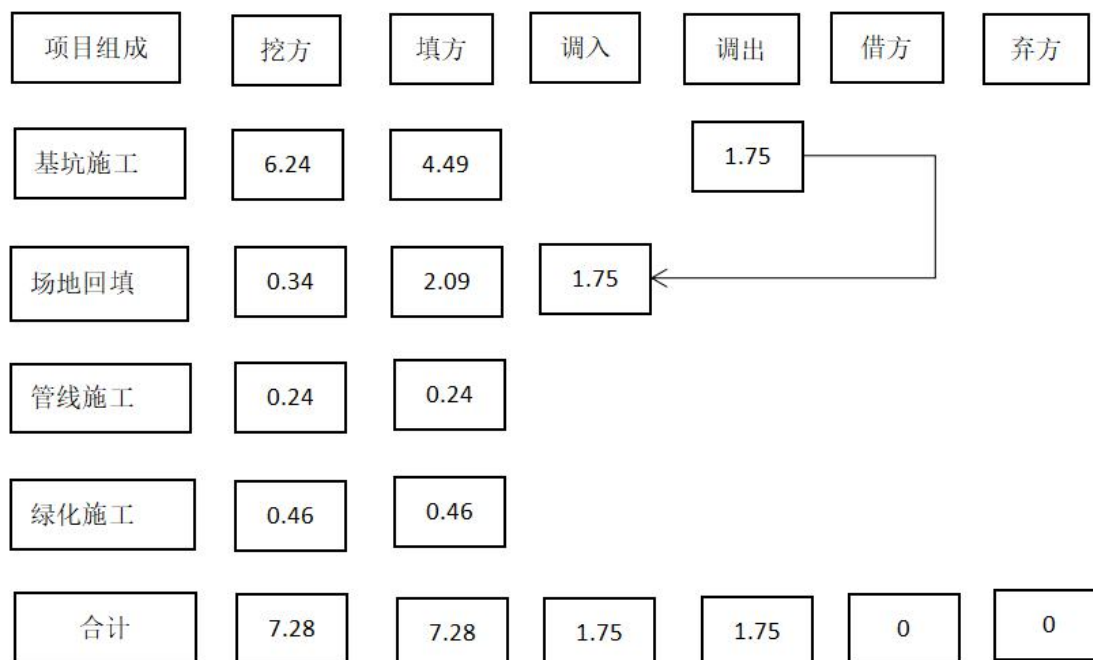 项目组成 挖方 填方 调入 调出 借方 弃方
基坑施工 6.24 4.49 1.75
场地回填 0.34 2.09 1.75
管线施工 0.24 0.24
绿化施工 0.46 0.46
合计 7.28 7.28 1.75 1.75 0 0